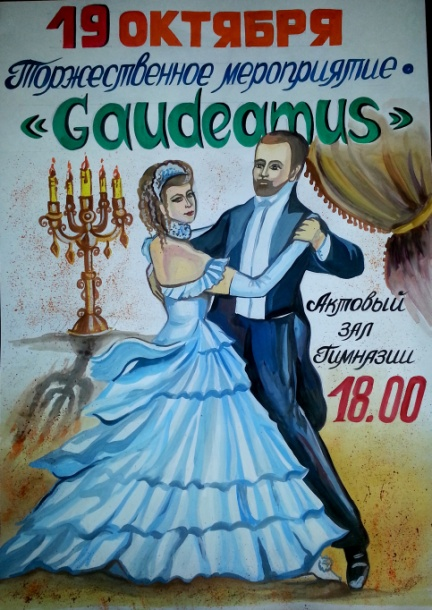 19 ОКТЯБРЯ
Торжественное мероприятие •
«Gaudeamus»
Актовый
зал
Гимназии
18.00